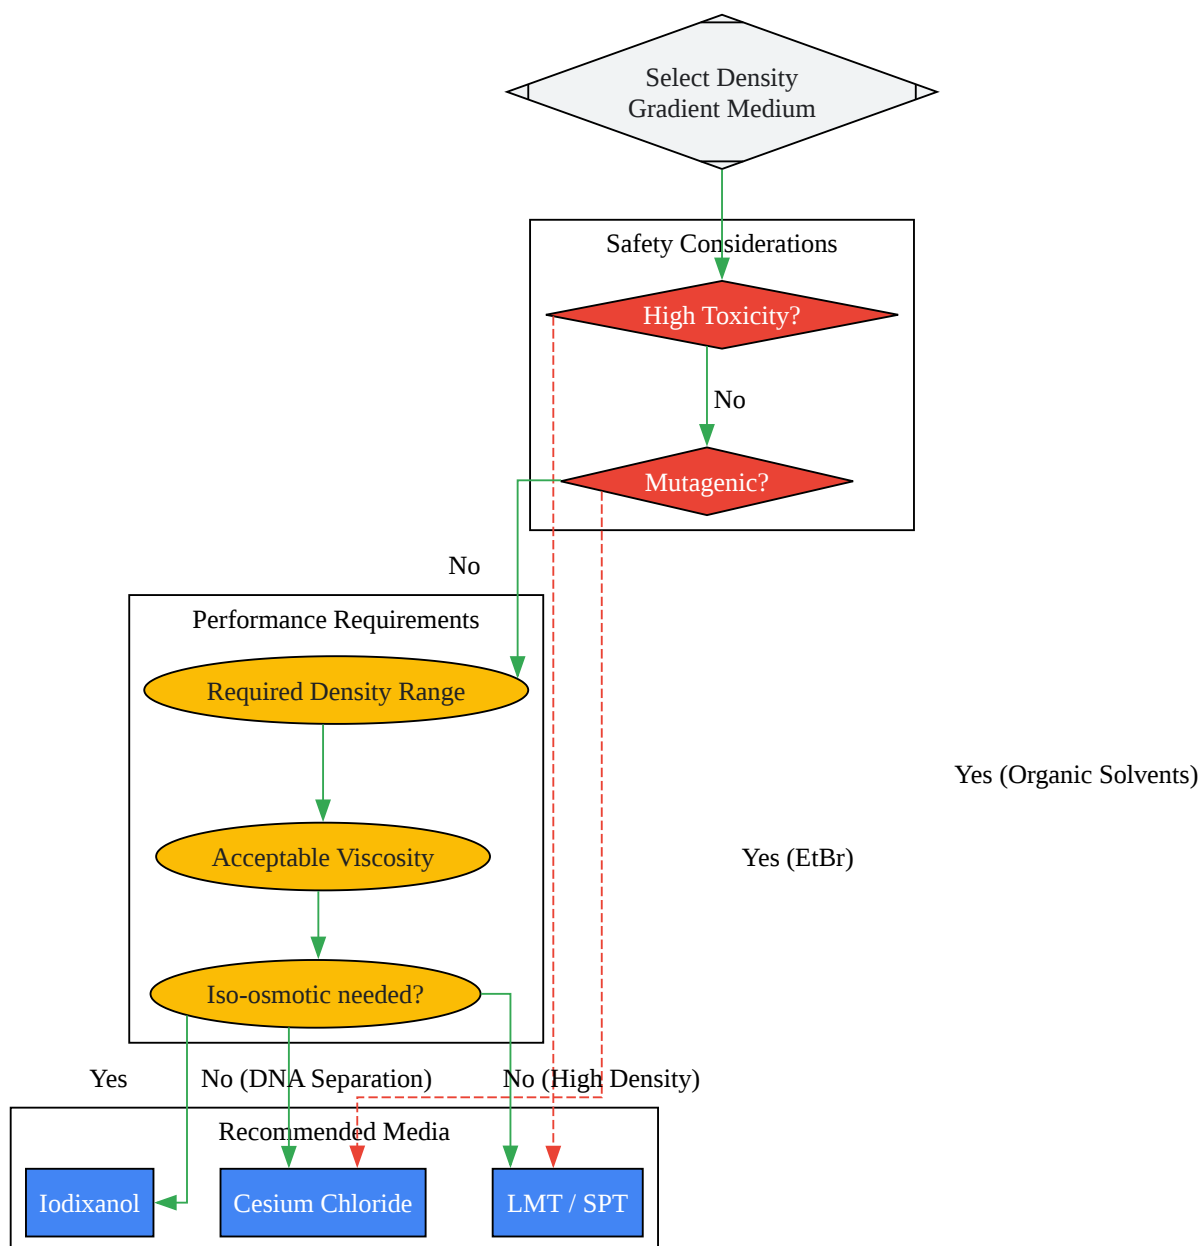 Select Density
Gradient Medium
Safety Considerations
High Toxicity?
No
Mutagenic?
No
Performance Requirements
Required Density Range
Yes (Organic Solvents)
Acceptable Viscosity
Yes (EtBr)
Iso-osmotic needed?
Yes
No (DNA Separation)
No (High Density)
Recommended Media
Iodixanol
Cesium Chloride
LMT / SPT